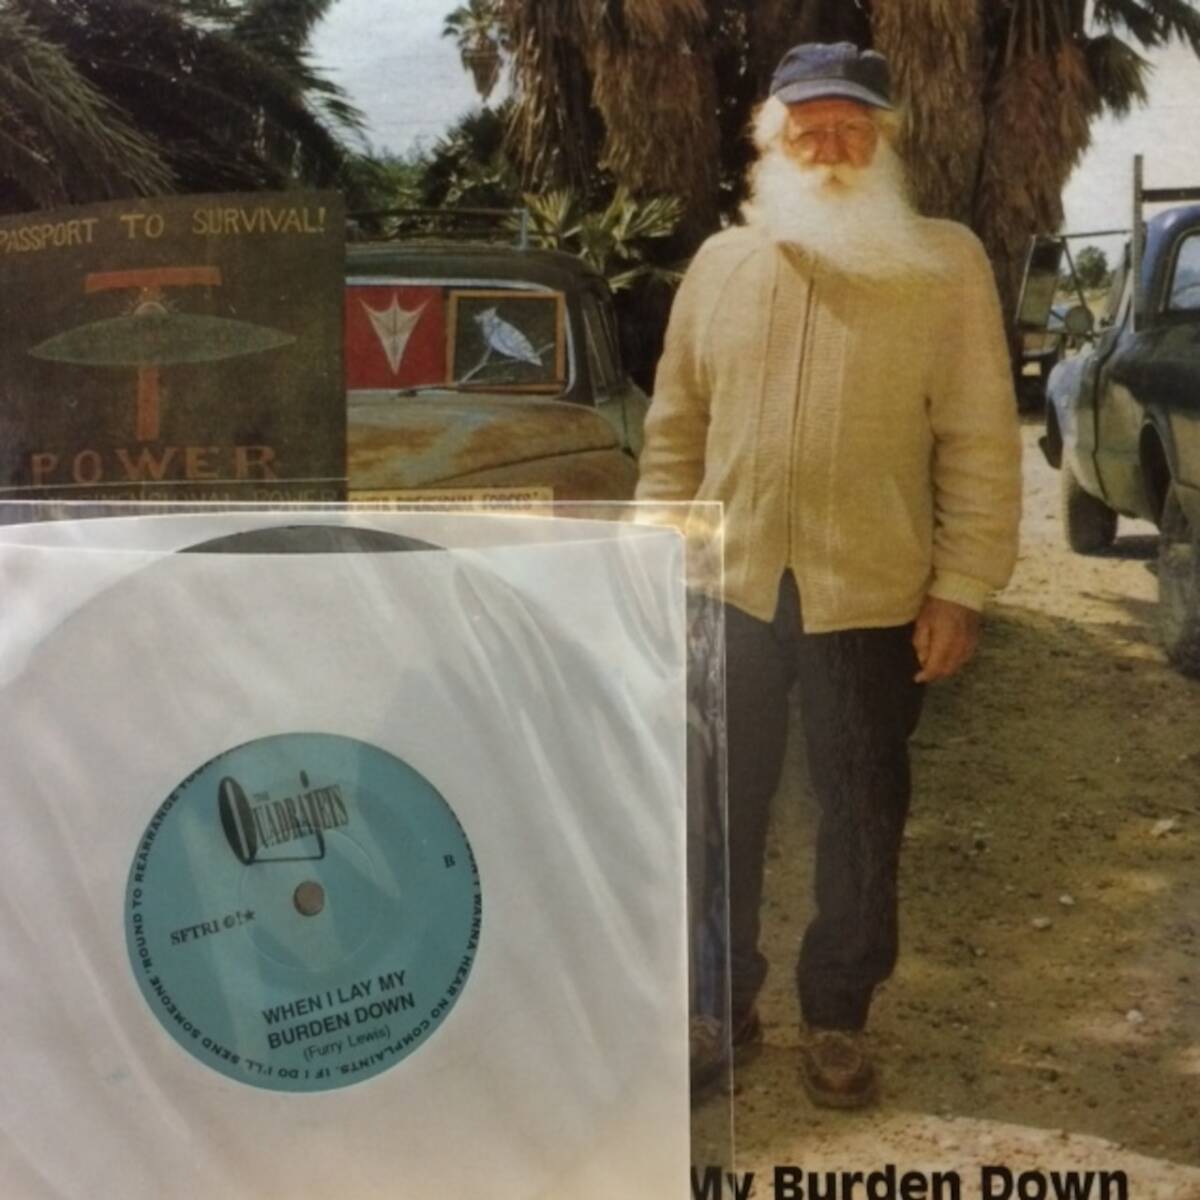 PASSPORT TO SURVIVAL!
POWER
THE
QUADRAJETS
B
SFTRI ©!★
WHEN I LAY MY
BURDEN DOWN
(Furry Lewis)
WANNA HEAR NO COMPLAINTS. IF I DO I'LL SEND SOMEONE 'ROUND TO REARRANGE
My Burden Down